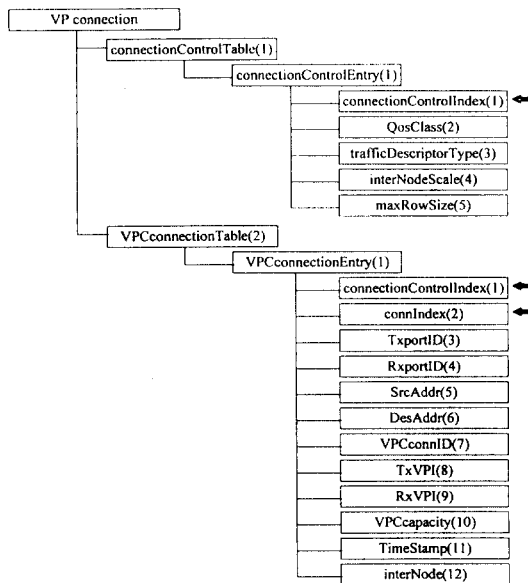 VP connection
connectionControlTable(1)
connectionControlEntry(1)
connectionControlIndex(1)
QosClass(2)
trafficDescriptorType(3)
interNodeScale(4)
maxRowSize(5)
VPCconnectionTable(2)
VPCconnectionEntry(1)
connectionControlIndex(1)
connIndex(2)
TxportID(3)
RxportID(4)
SrcAddr(5)
DesAddr(6)
VPCconnID(7)
TxVPI(8)
RxVPI(9)
VPCcapacity(10)
TimeStamp(11)
interNode(12)